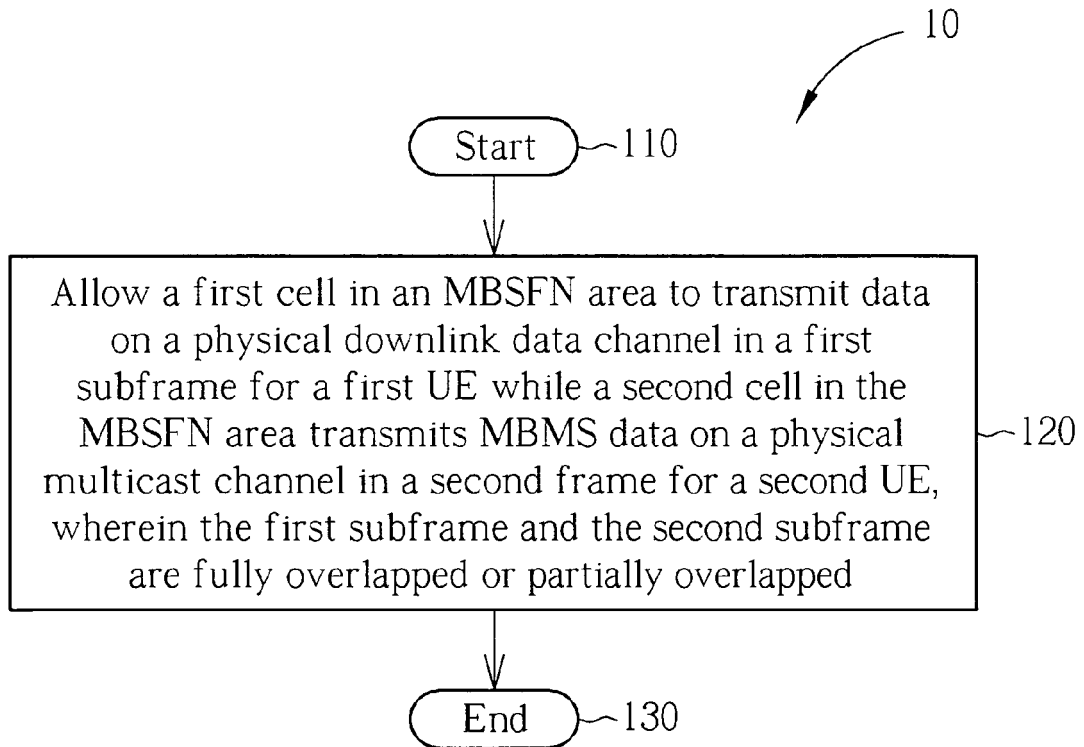 10
Start
110
Allow a first cell in an MBSFN area to transmit data
on a physical downlink data channel in a first
subframe for a first UE while a second cell in the
MBSFN area transmits MBMS data on a physical
multicast channel in a second frame for a second UE,
wherein the first subframe and the second subframe
are fully overlapped or partially overlapped
120
End
130